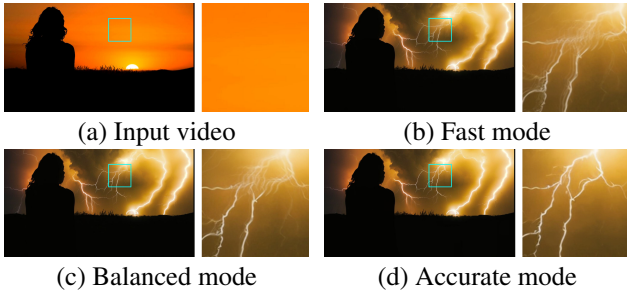 (a) Input video
(b) Fast mode
(c) Balanced mode
(d) Accurate mode